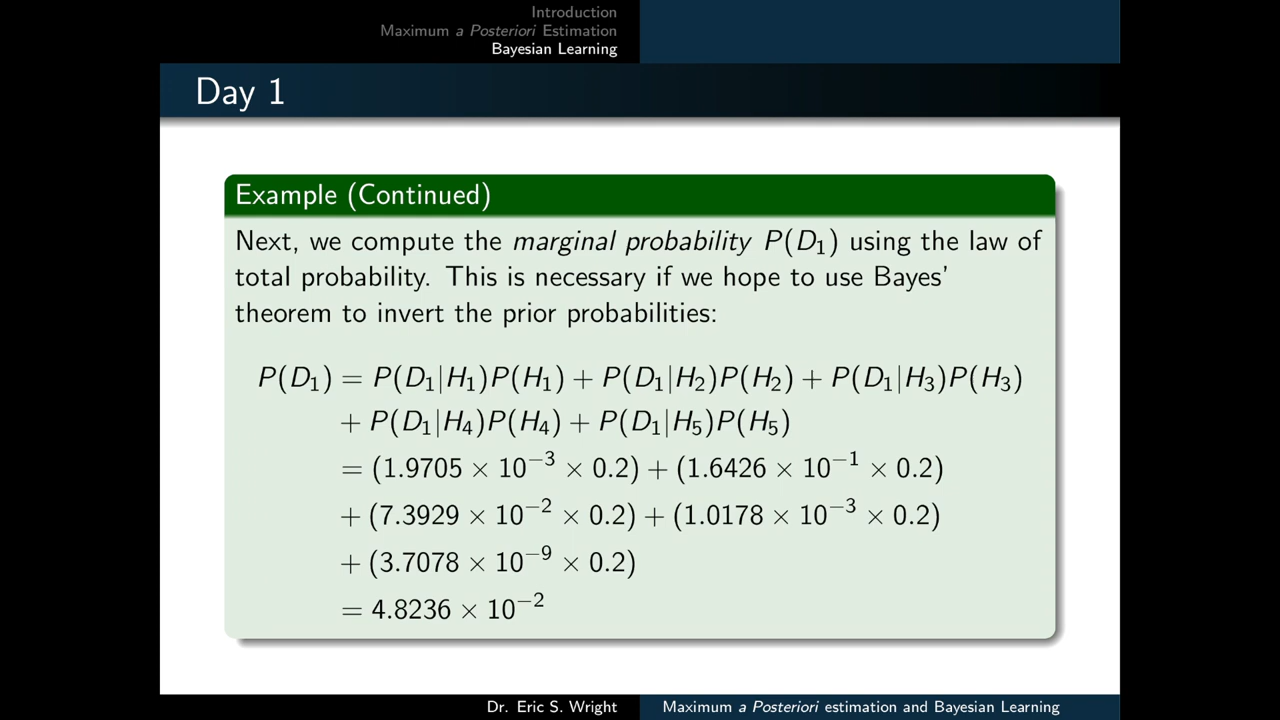 Introduction
Maximum a Posteriori Estimation
Bayesian Learning
Day 1
Example (Continued)
Next, we compute the marginal probability P(D₁) using the law of
total probability. This is necessary if we hope to use Bayes’
theorem to invert the prior probabilities:
P(D₁) = P(D₁|H₁)P(H₁) + P(D₁|H₂)P(H₂) + P(D₁|H₃)P(H₃)
+ P(D₁|H₄)P(H₄) + P(D₁|H₅)P(H₅)
= (1.9705 × 10⁻³ × 0.2) + (1.6426 × 10⁻¹ × 0.2)
+ (7.3929 × 10⁻² × 0.2) + (1.0178 × 10⁻³ × 0.2)
+ (3.7078 × 10⁻⁹ × 0.2)
= 4.8236 × 10⁻²
Dr. Eric S. Wright
Maximum a Posteriori estimation and Bayesian Learning